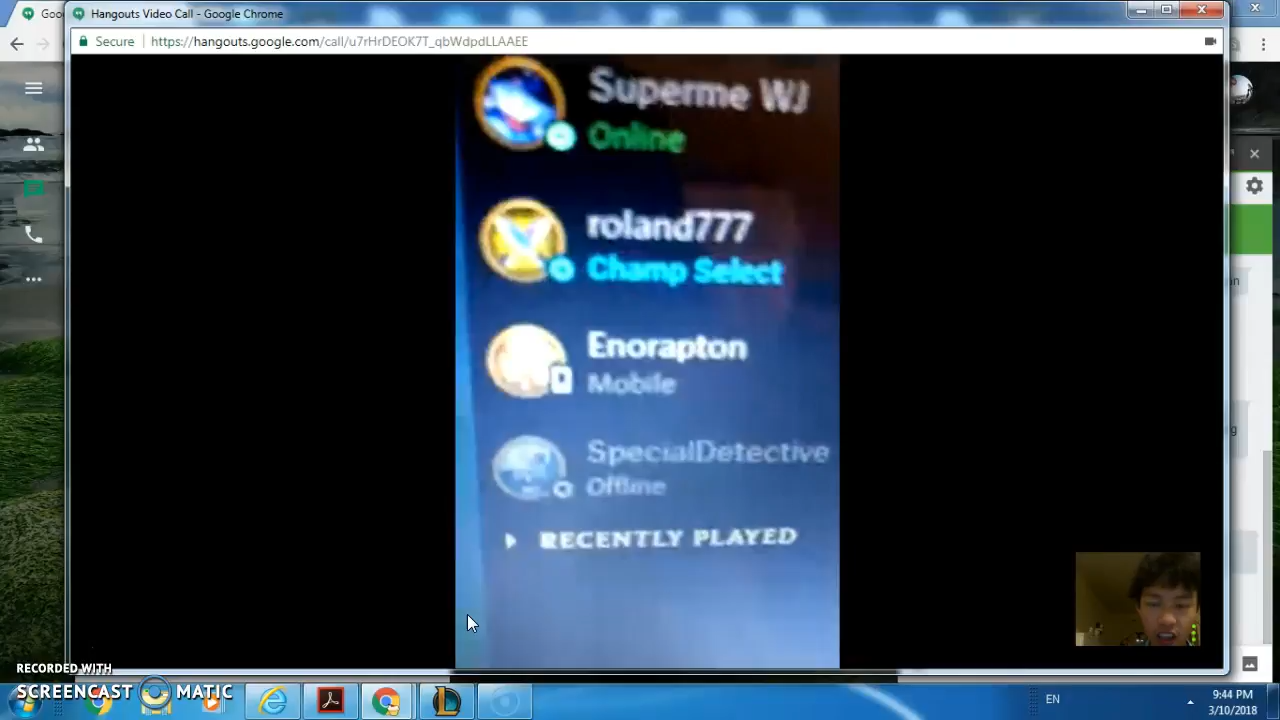 Goo
Hangouts Video Call - Google Chrome
Secure https://hangouts.google.com/call/u7rHrDEOK7T_qbWdpdLLAAEE
Superme WJ
Online
roland777
Champ Select
Enorapton
Mobile
SpecialDetective
Offline
RECENTLY PLAYED
RECORDED WITH
SCREENCAST MATIC
EN
9:44 PM
3/10/2018